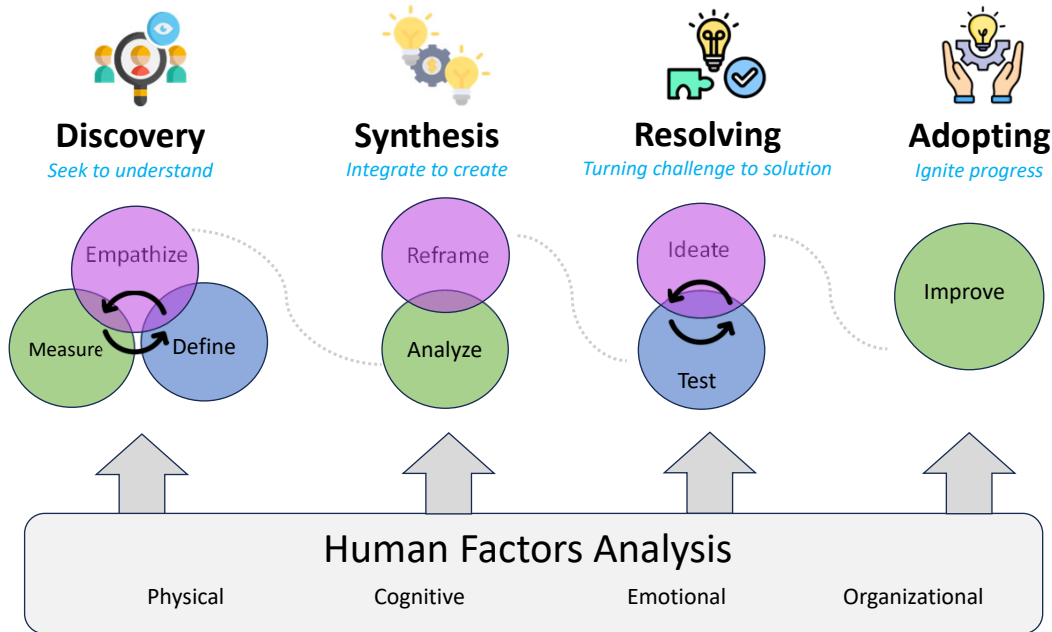 Discovery
Seek to understand
Synthesis
Integrate to create
Resolving
Turning challenge to solution
Adopting
Ignite progress
Empathize
Measure
Define
Reframe
Analyze
Ideate
Test
Improve
Human Factors Analysis
Physical
Cognitive
Emotional
Organizational